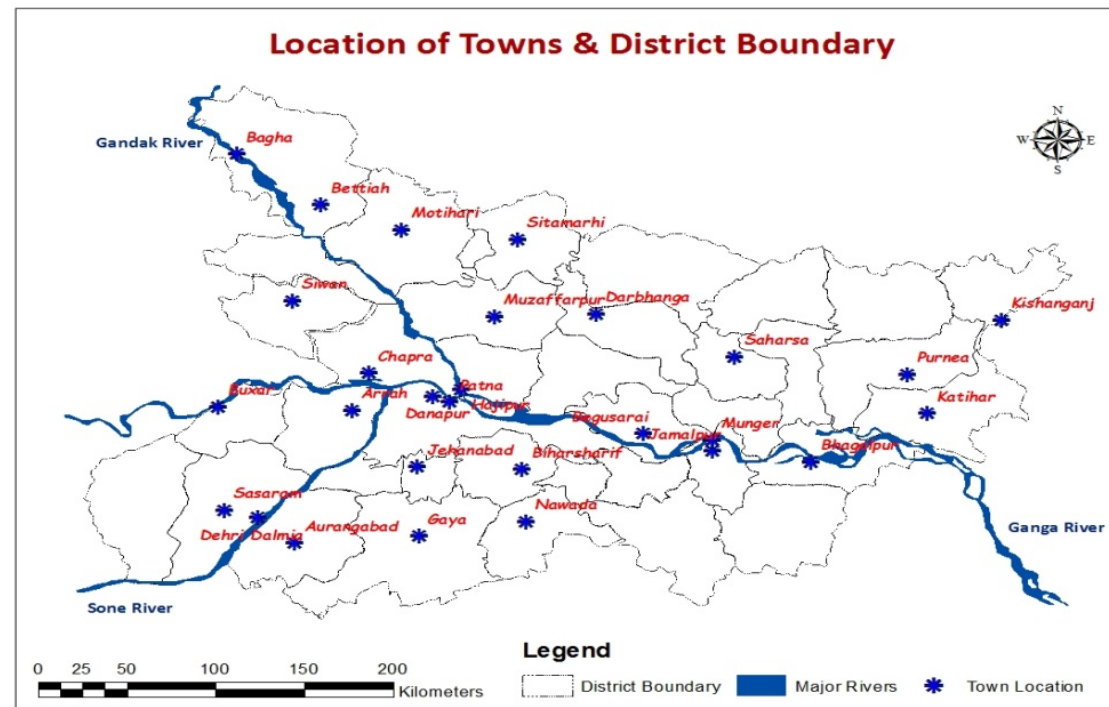 Location of Towns & District Boundary
N
W E
S
Gandak River
Bagha
Bettiah
Motihari
Sitamarhi
Siwan
Muzaffarpur
Darbhanga
Kishanganj
Saharsa
Chapra
Purnea
Buxar
Arrah
Patna
Danapur
Hajipur
Katihar
Begusarai
Jamalpur
Munger
Jehanabad
Biharsharif
Bhagalpur
Sasaram
Nawada
Dehri Dalmia
Aurangabad
Gaya
Ganga River
Sone River
Legend
0 25 50 100 150 200
Kilometers
District Boundary
Major Rivers
Town Location